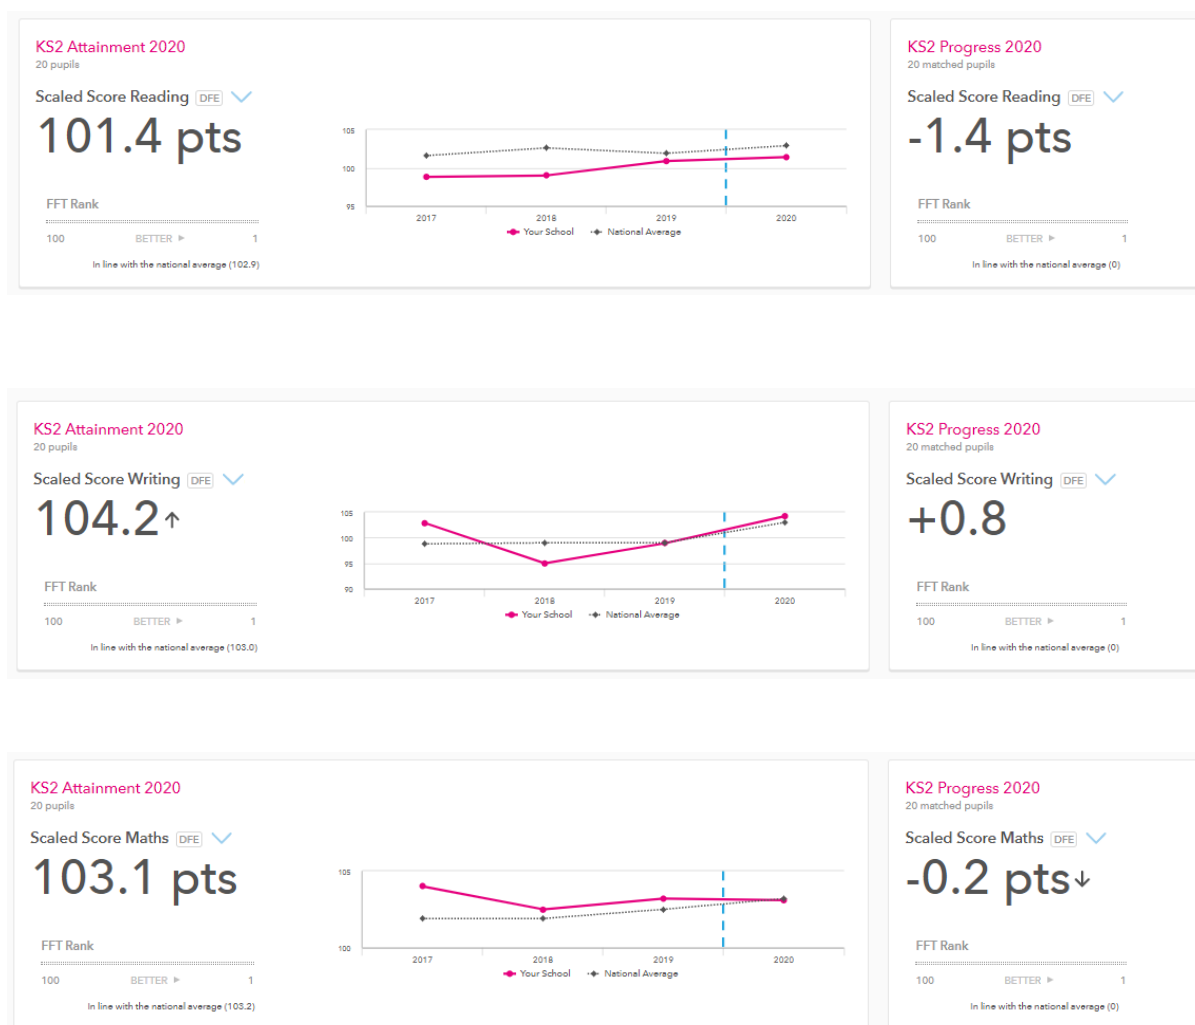 KS2 Attainment 2020
20 pupils
Scaled Score Reading DFE
101.4 pts
FFT Rank
100 BETTER 1
In line with the national average (102.9)
105
100
95
2017 2018 2019 2020
Your School National Average
KS2 Progress 2020
20 matched pupils
Scaled Score Reading DFE
-1.4 pts
FFT Rank
100 BETTER 1
In line with the national average (0)
KS2 Attainment 2020
20 pupils
Scaled Score Writing DFE
104.2
FFT Rank
100 BETTER 1
In line with the national average (103.0)
105
100
95
90
2017 2018 2019 2020
Your School National Average
KS2 Progress 2020
20 matched pupils
Scaled Score Writing DFE
+0.8
FFT Rank
100 BETTER 1
In line with the national average (0)
KS2 Attainment 2020
20 pupils
Scaled Score Maths DFE
103.1 pts
FFT Rank
100 BETTER 1
In line with the national average (103.2)
105
100
2017 2018 2019 2020
Your School National Average
KS2 Progress 2020
20 matched pupils
Scaled Score Maths DFE
-0.2 pts
FFT Rank
100 BETTER 1
In line with the national average (0)